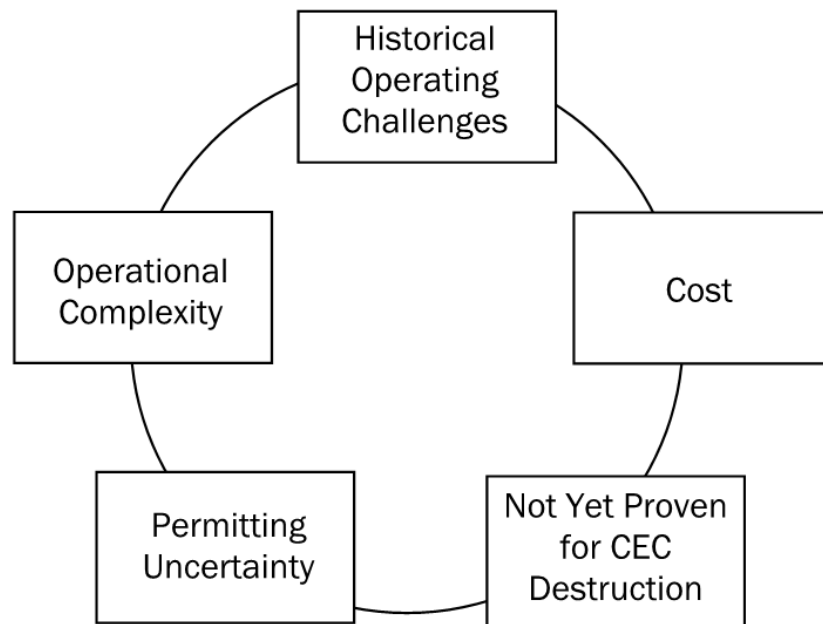 Historical
Operating
Challenges
Operational
Complexity
Cost
Permitting
Uncertainty
Not Yet Proven
for CEC
Destruction